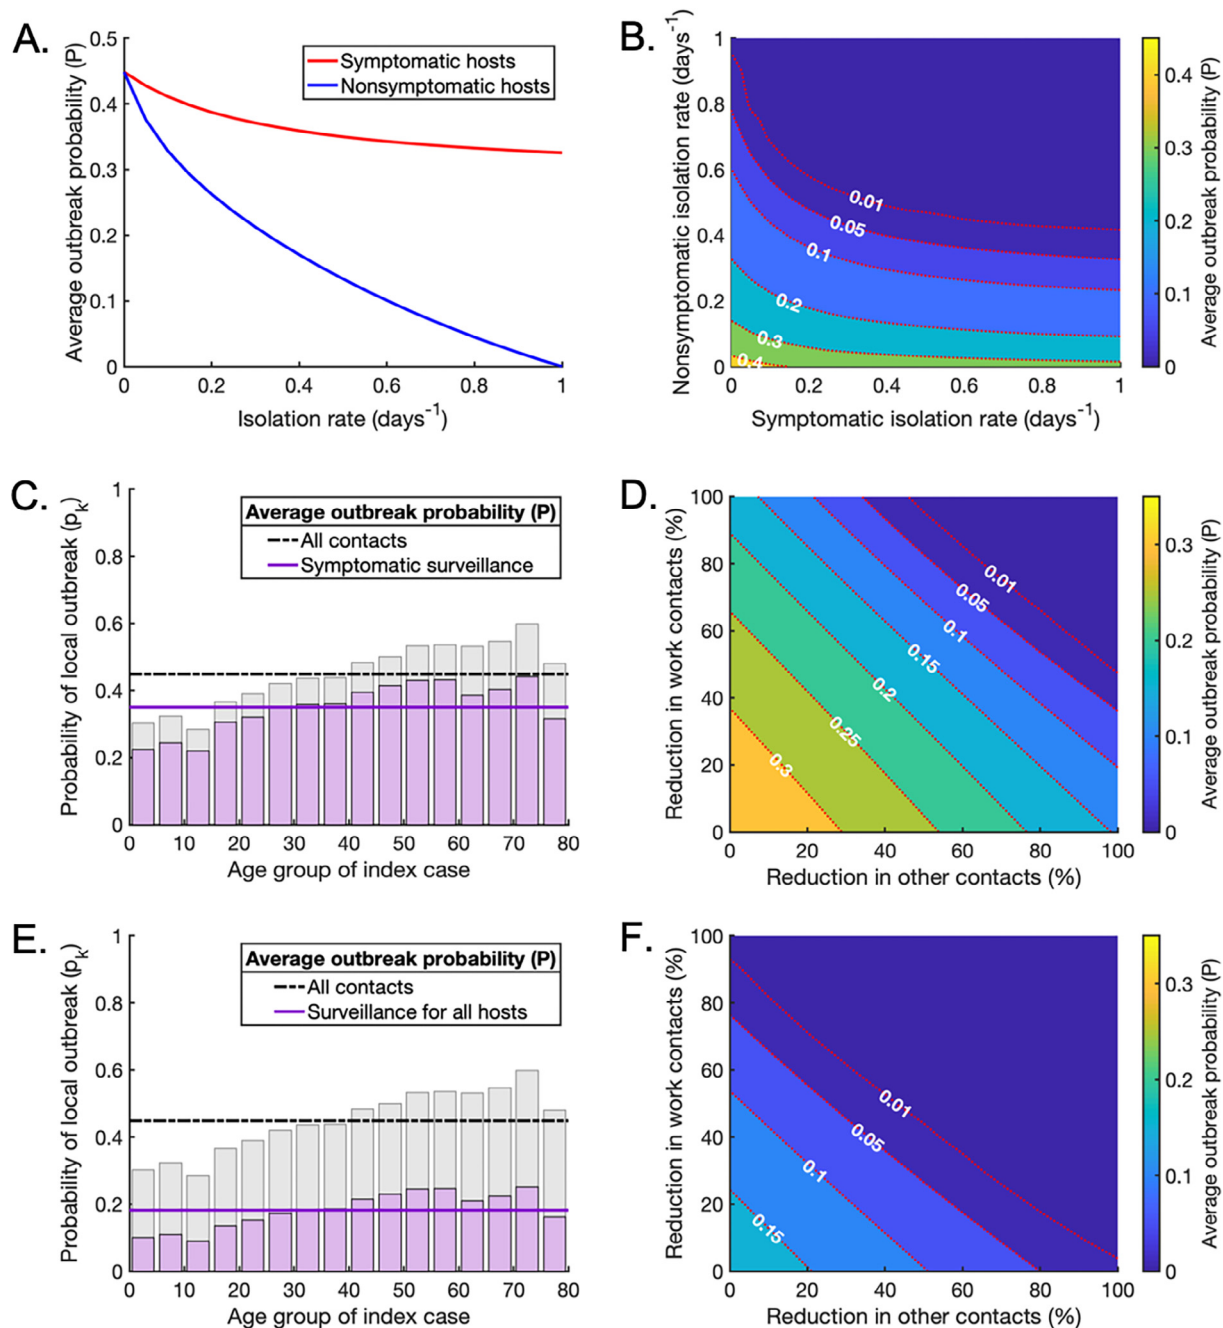 A.
Average outbreak probability (P)
0.5
0.4
0.3
0.2
0.1
0
Symptomatic hosts
Nonsymptomatic hosts
0 0.2 0.4 0.6 0.8 1
Isolation rate (days-1)
B.
Nonsymptomatic isolation rate (days-1)
1
0.8
0.6
0.4
0.2
0
0.01
0.05
0.1
0.2
0.3
0.4
0 0.2 0.4 0.6 0.8 1
Symptomatic isolation rate (days-1)
0.4
0.3
0.2
0.1
0
Average outbreak probability (P)
C.
Probability of local outbreak (pk)
1
0.8
0.6
0.4
0.2
0
Average outbreak probability (P)
All contacts
Symptomatic surveillance
0 10 20 30 40 50 60 70 80
Age group of index case
D.
Reduction in work contacts (%)
100
80
60
40
20
0
0.01
0.05
0.1
0.15
0.2
0.25
0.3
0 20 40 60 80 100
Reduction in other contacts (%)
0.3
0.2
0.1
0
Average outbreak probability (P)
E.
Probability of local outbreak (pk)
1
0.8
0.6
0.4
0.2
0
Average outbreak probability (P)
All contacts
Surveillance for all hosts
0 10 20 30 40 50 60 70 80
Age group of index case
F.
Reduction in work contacts (%)
100
80
60
40
20
0
0.01
0.05
0.1
0.15
0 20 40 60 80 100
Reduction in other contacts (%)
0.3
0.2
0.1
0
Average outbreak probability (P)